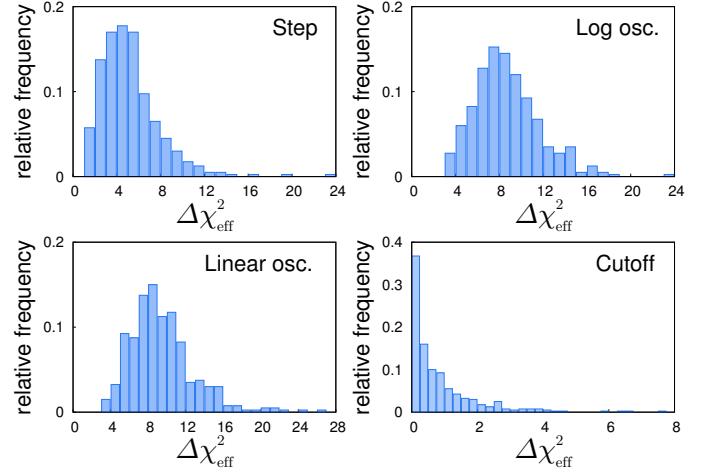 relative frequency
0.2
0.1
0
Step
0 4 8 12 16 20 24
Δχ²eff
relative frequency
0.2
0.1
0
Log osc.
0 4 8 12 16 20 24
Δχ²eff
relative frequency
0.2
0.1
0
Linear osc.
0 4 8 12 16 20 24 28
Δχ²eff
relative frequency
0.4
0.3
0.2
0.1
0
Cutoff
0 2 4 6 8
Δχ²eff